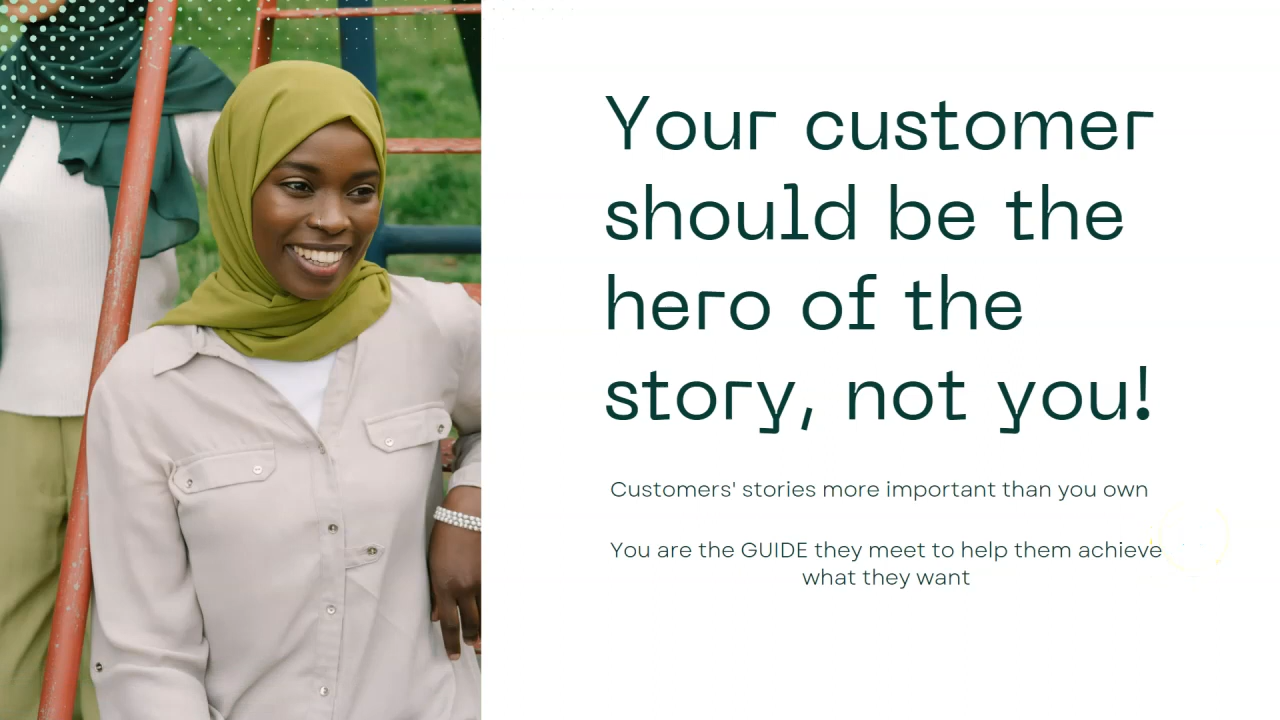 Your customer
should be the
hero of the
story, not you!
Customers' stories more important than you own
You are the GUIDE they meet to help them achieve
what they want